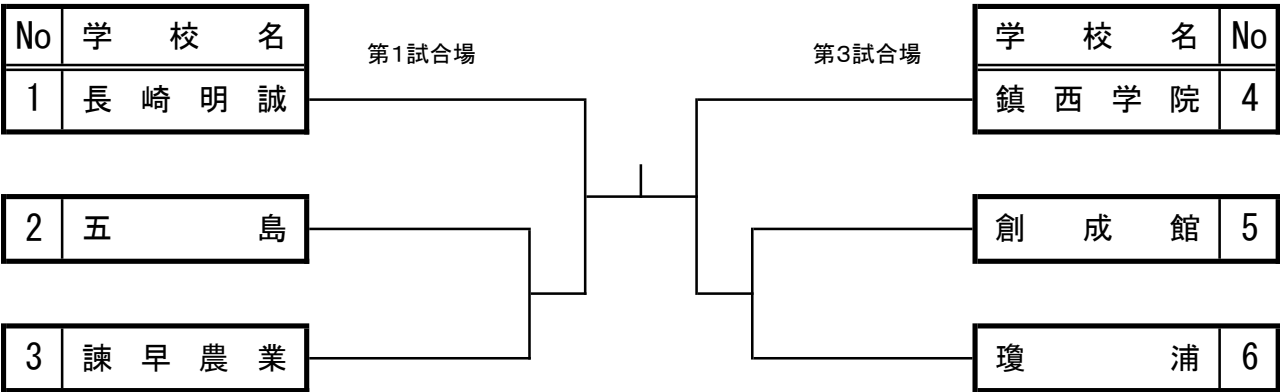 No 学校名
第1試合場
第3試合場
学校名 No
1 長崎明誠
鎮西学院 4
2 五島
創成館 5
3 諫早農業
瓊浦 6